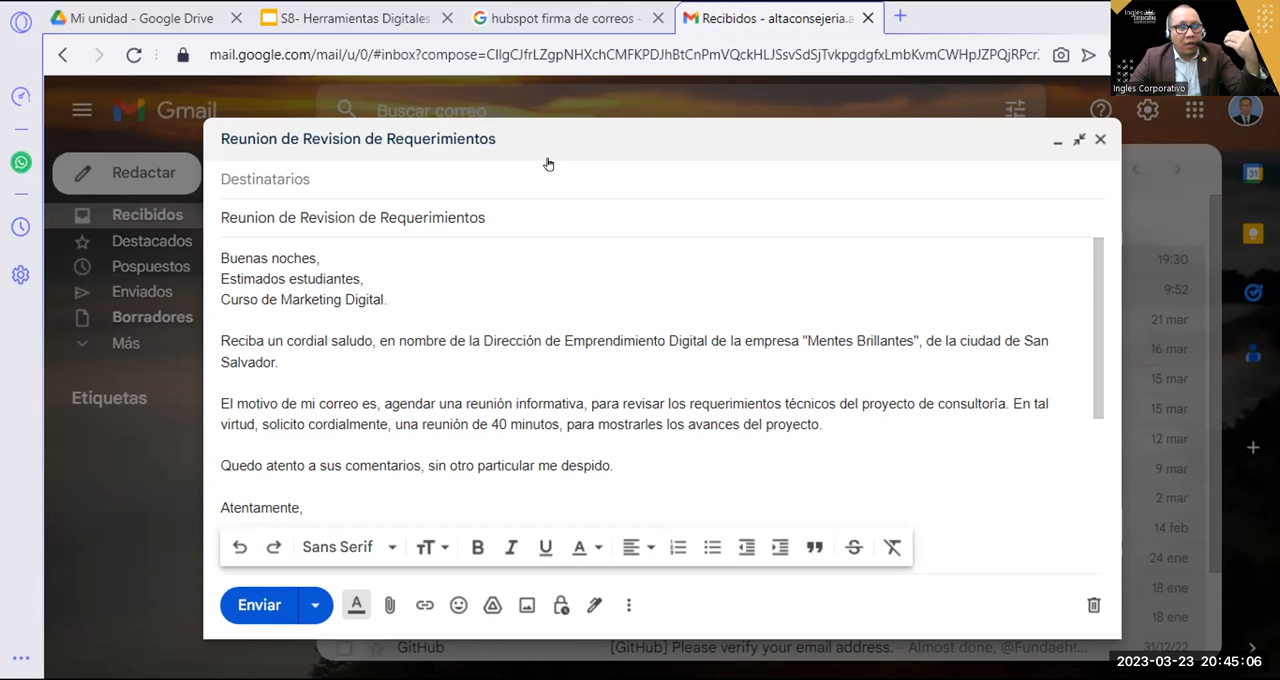 Mi unidad - Google Drive
S8- Herramientas Digitales
hubspot firma de correos -
Recibidos - altaconsejeria.a
mail.google.com/mail/u/0/#inbox?compose=
Inglés
Corporativo
Ingles Corporativo
Gmail
Buscar correo
Redactar
Recibidos
Destacados
Pospuestos
Enviados
Borradores
Más
Etiquetas
Reunion de Revision de Requerimientos
Destinatarios
Reunion de Revision de Requerimientos
Buenas noches,
Estimados estudiantes,
Curso de Marketing Digital.
Reciba un cordial saludo, en nombre de la Dirección de Emprendimiento Digital de la empresa "Mentes Brillantes", de la ciudad de San
Salvador.
El motivo de mi correo es, agendar una reunión informativa, para revisar los requerimientos técnicos del proyecto de consultoría. En tal
virtud, solicito cordialmente, una reunión de 40 minutos, para mostrarles los avances del proyecto.
Quedo atento a sus comentarios, sin otro particular me despido.
Atentamente,
Sans Serif
Enviar
19:30
9:52
21 mar
16 mar
15 mar
15 mar
12 mar
9 mar
2 mar
14 feb
24 ene
18 ene
18 ene
GitHub
[GitHub] Please verify your email address. - Almost done, @Fundaeh!...
31/12/22
2023-03-23 20:45:06